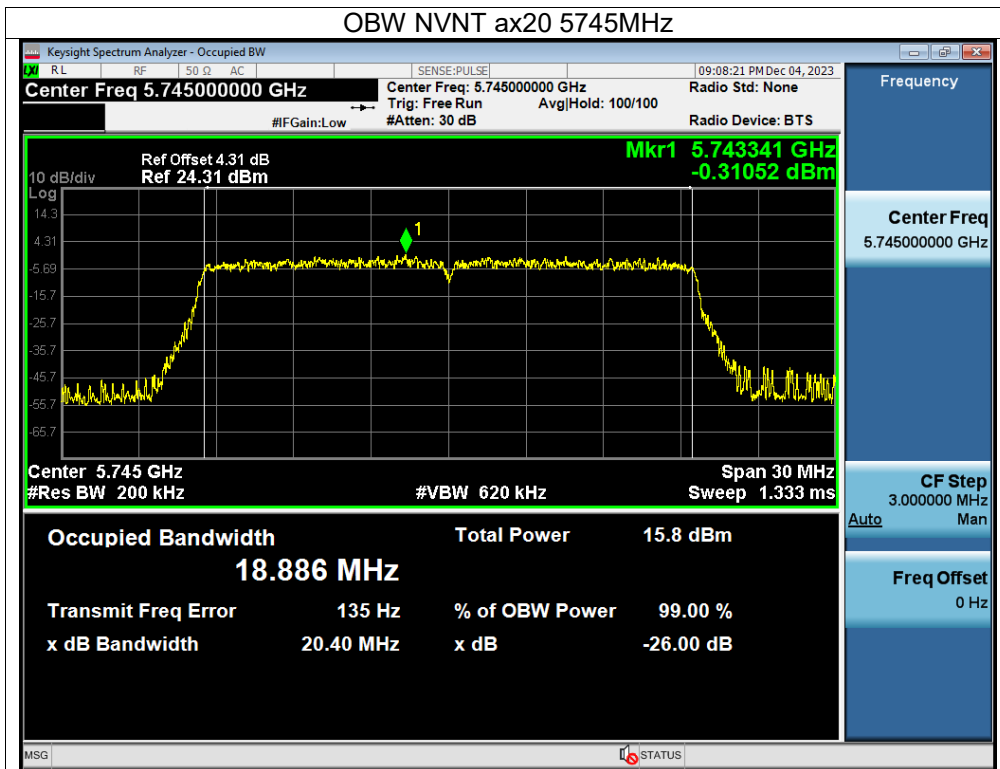 OBW NVNT ax20 5745MHz
Keysight Spectrum Analyzer - Occupied BW
LXI RL RF 50 Ω AC SENSE:PULSE 09:08:21 PM Dec 04, 2023
Center Freq 5.745000000 GHz Center Freq: 5.745000000 GHz Radio Std: None
Trig: Free Run Avg|Hold: 100/100
#IFGain:Low #Atten: 30 dB Radio Device: BTS
Frequency
Mkr1 5.743341 GHz
-0.31052 dBm
Ref Offset 4.31 dB
10 dB/div Ref 24.31 dBm
Log
14.3
4.31
-5.69
-15.7
-25.7
-35.7
-45.7
-55.7
-65.7
1
Center 5.745 GHz Span 30 MHz
#Res BW 200 kHz #VBW 620 kHz Sweep 1.333 ms
Occupied Bandwidth Total Power 15.8 dBm
18.886 MHz
Transmit Freq Error 135 Hz % of OBW Power 99.00 %
x dB Bandwidth 20.40 MHz x dB -26.00 dB
Center Freq
5.745000000 GHz
CF Step
3.000000 MHz
Auto Man
Freq Offset
0 Hz
MSG STATUS